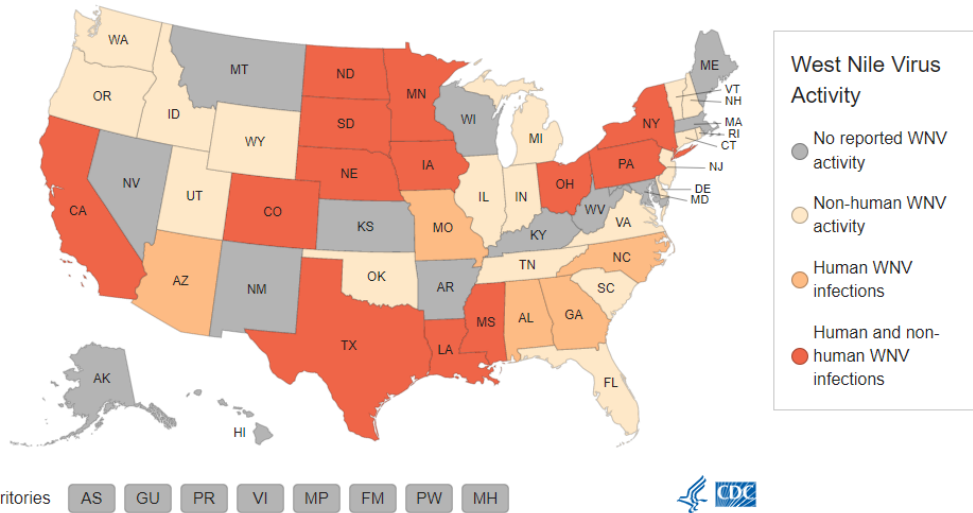 WA
MT
ND
MN
ME
VT
NH
OR
ID
SD
WI
NY
MA
RI
CT
WY
MI
NJ
NV
NE
IA
PA
DE
MD
UT
IL
IN
OH
CA
CO
KS
MO
WV
VA
KY
AZ
NM
OK
AR
TN
NC
SC
TX
LA
MS
AL
GA
FL
AK
HI
West Nile Virus
Activity
No reported WNV
activity
Non-human WNV
activity
Human WNV
infections
Human and non-
human WNV
infections
ritories AS GU PR VI MP FM PW MH
CDC